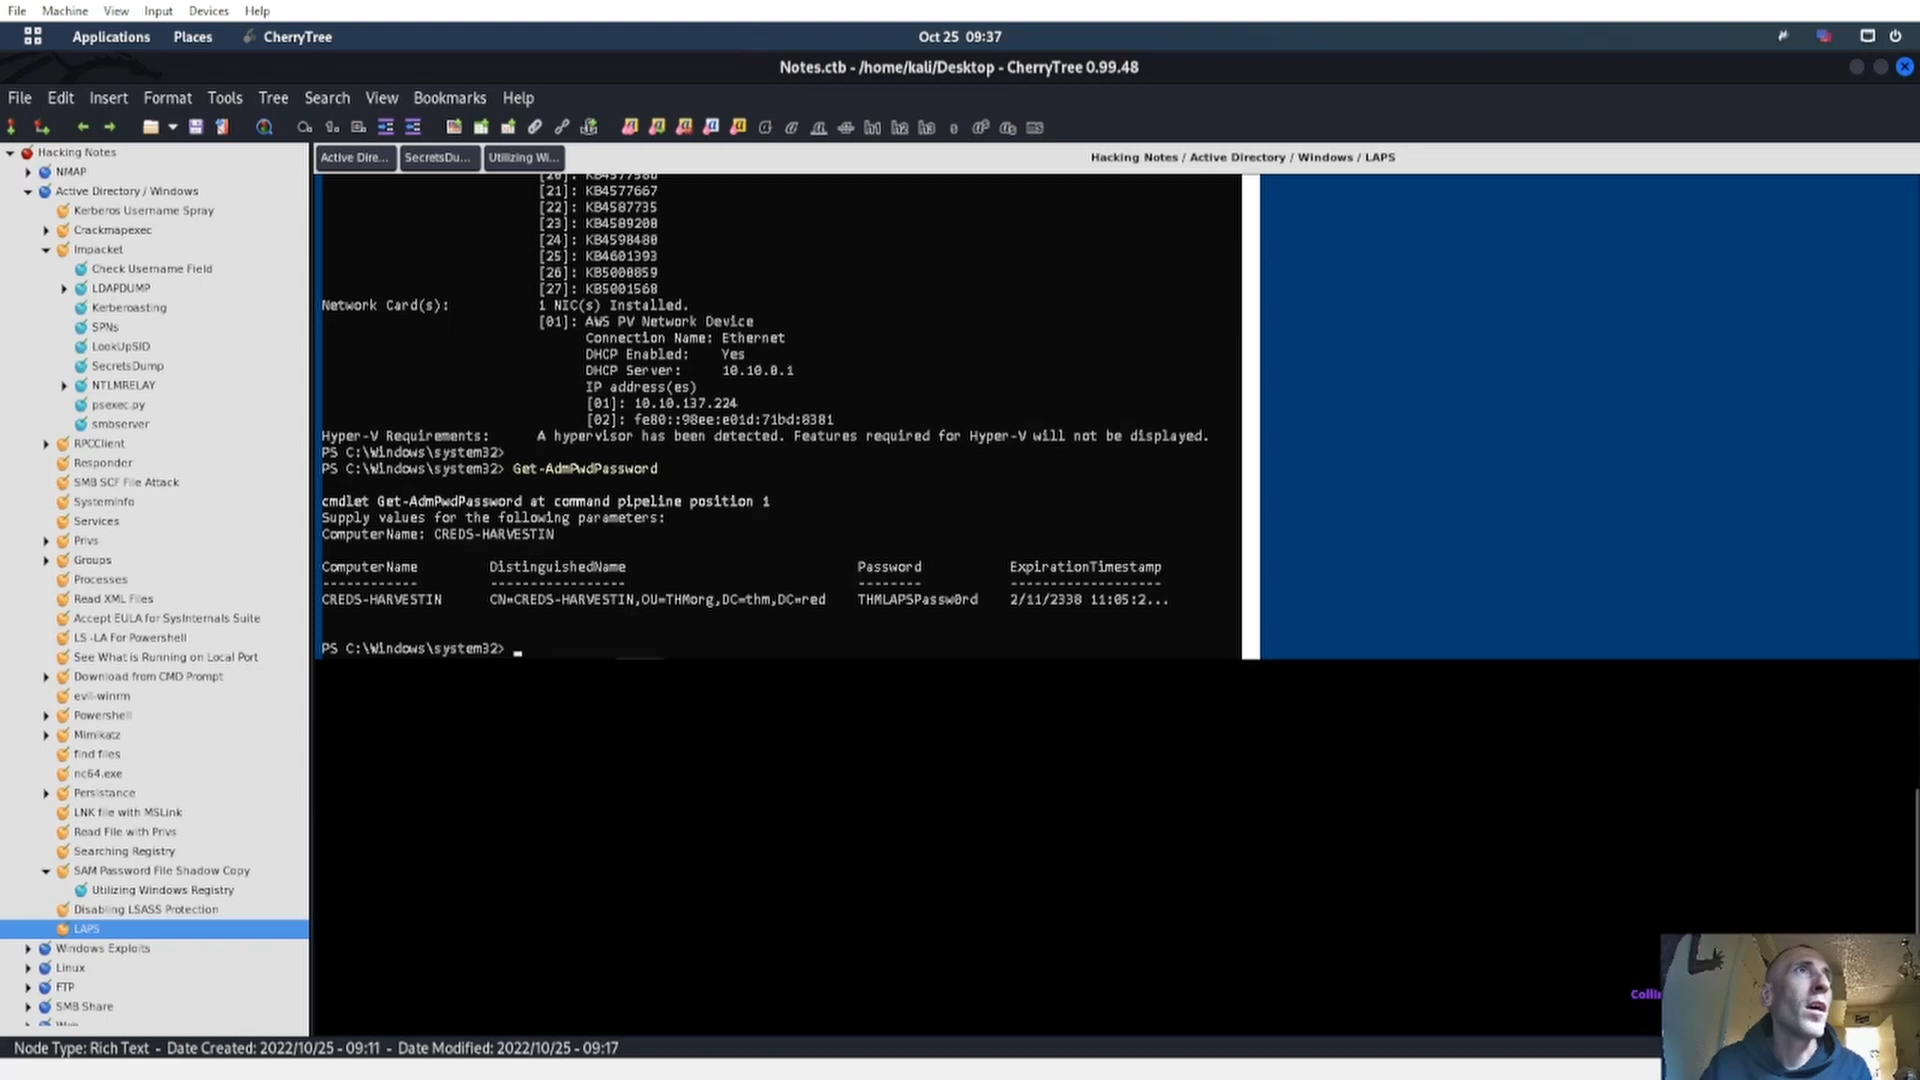 File Machine View Input Devices Help
Applications Places CherryTree Oct 25 09:37
Notes.ctb - /home/kali/Desktop - CherryTree 0.99.48
File Edit Insert Format Tools Tree Search View Bookmarks Help
h1 h2 h3
Hacking Notes
NMAP
Active Directory / Windows
Kerberos Username Spray
Crackmapexec
Impacket
Check Username Field
LDAPDUMP
Kerberoasting
SPNs
LookUpSID
SecretsDump
NTLMRELAY
psexec.py
smbserver
RPCClient
Responder
SMB SCF File Attack
SystemInfo
Services
Privs
Groups
Processes
Read XML Files
Accept EULA for SysInternals Suite
LS -LA For Powershell
See What is Running on Local Port
Download from CMD Prompt
evil-winrm
Powershell
Mimikatz
find files
nc64.exe
Persistance
LNK file with MSLink
Read File with Privs
Searching Registry
SAM Password File Shadow Copy
Utilizing Windows Registry
Disabling LSASS Protection
LAPS
Windows Exploits
Linux
FTP
SMB Share
Active Dire... SecretsDu... Utilizing Wi... Hacking Notes / Active Directory / Windows / LAPS
[20]: KB4577586
[21]: KB4577667
[22]: KB4587735
[23]: KB4589208
[24]: KB4598480
[25]: KB4601393
[26]: KB5000859
[27]: KB5001568
Network Card(s): 1 NIC(s) Installed.
[01]: AWS PV Network Device
Connection Name: Ethernet
DHCP Enabled: Yes
DHCP Server: 10.10.0.1
IP address(es)
[01]: 10.10.137.224
[02]: fe80::98ee:e01d:71bd:8381
Hyper-V Requirements: A hypervisor has been detected. Features required for Hyper-V will not be displayed.
PS C:\Windows\system32>
PS C:\Windows\system32> Get-AdmPwdPassword
cmdlet Get-AdmPwdPassword at command pipeline position 1
Supply values for the following parameters:
ComputerName: CREDS-HARVESTIN
ComputerName DistinguishedName Password ExpirationTimestamp
------------ ----------------- -------- -------------------
CREDS-HARVESTIN CN=CREDS-HARVESTIN,OU=THMorg,DC=thm,DC=red THMLAPSPassw0rd 2/11/2338 11:05:2...
PS C:\Windows\system32>
Collin
Node Type: Rich Text - Date Created: 2022/10/25 - 09:11 - Date Modified: 2022/10/25 - 09:17